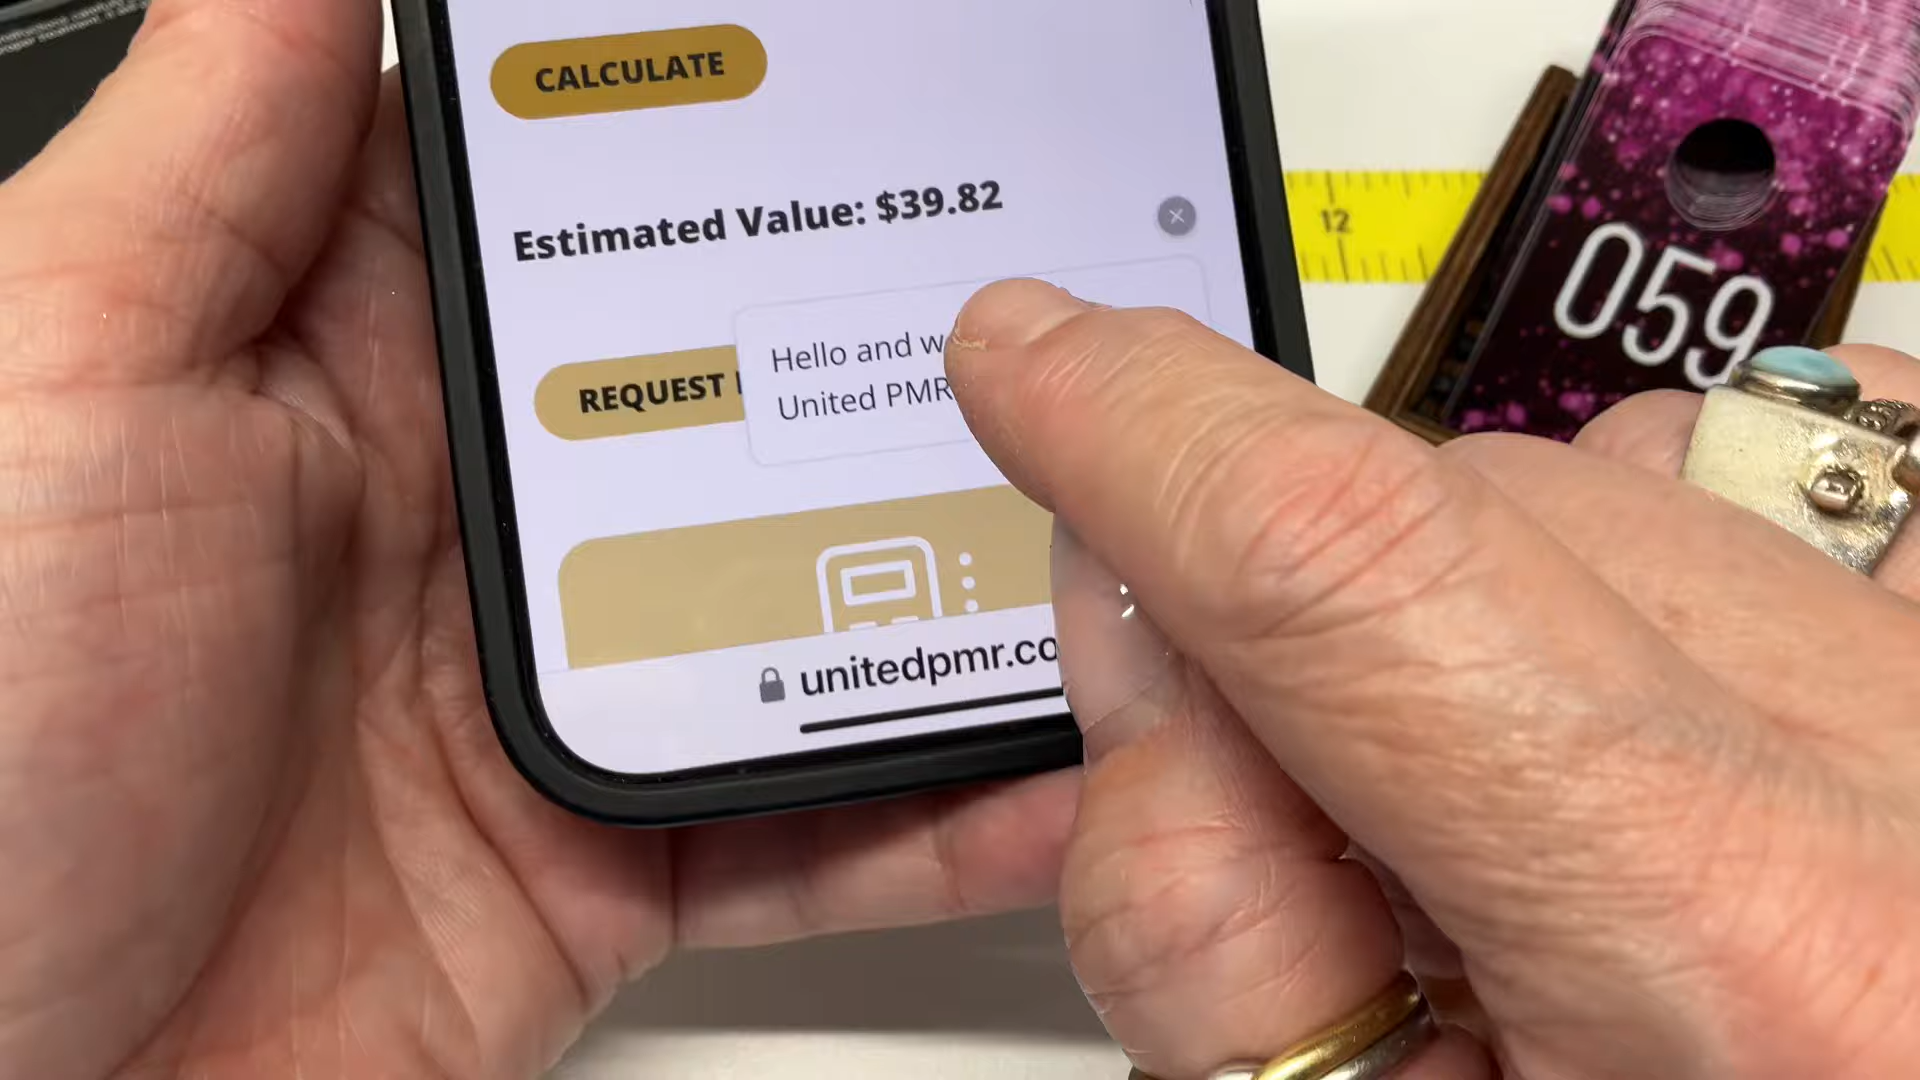 CALCULATE
Estimated Value: $39.82
Hello and
REQUEST
United PMR
unitedpmr.co
12
059